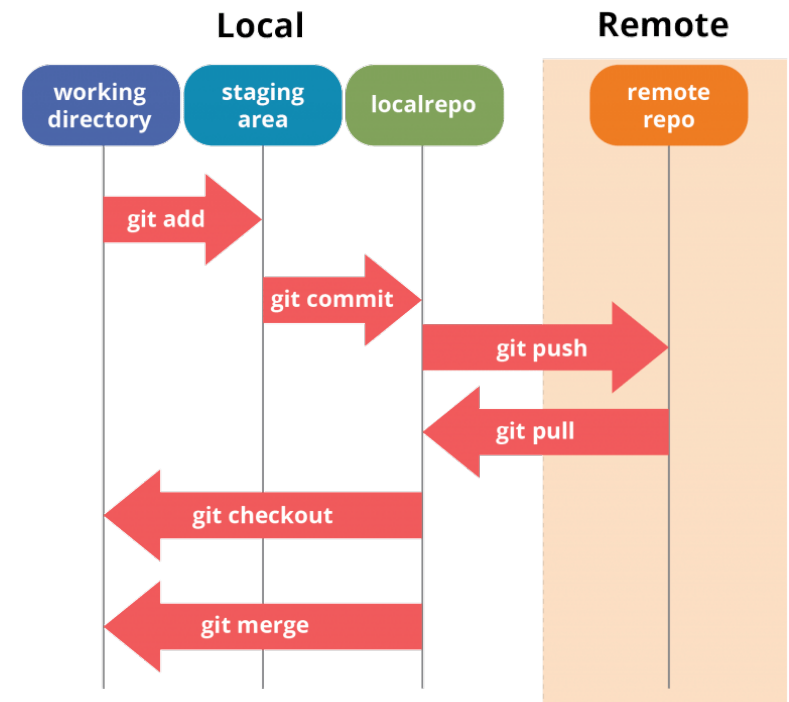 Local
Remote
working
directory
staging
area
localrepo
remote
repo
git add
git commit
git push
git pull
git checkout
git merge